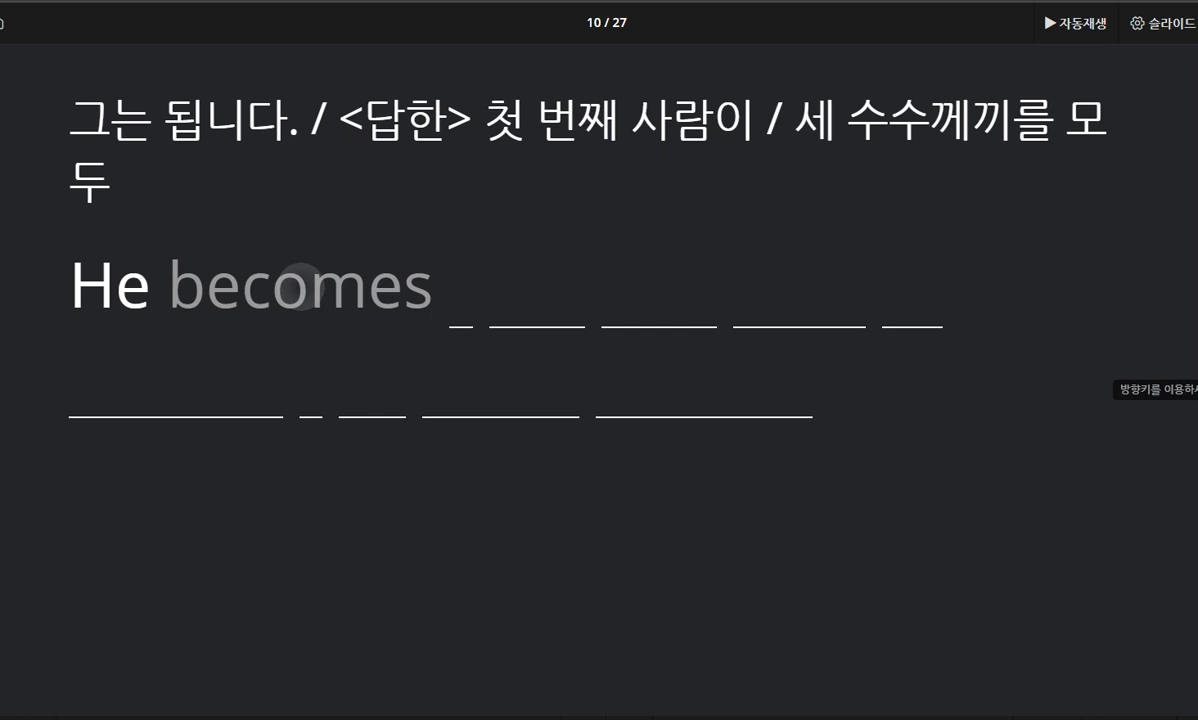 10 / 27
▶ 자동재생
슬라이드
그는 됩니다. / <답한> 첫 번째 사람이 / 세 수수께끼를 모
두
He becomes
방향키를 이용하